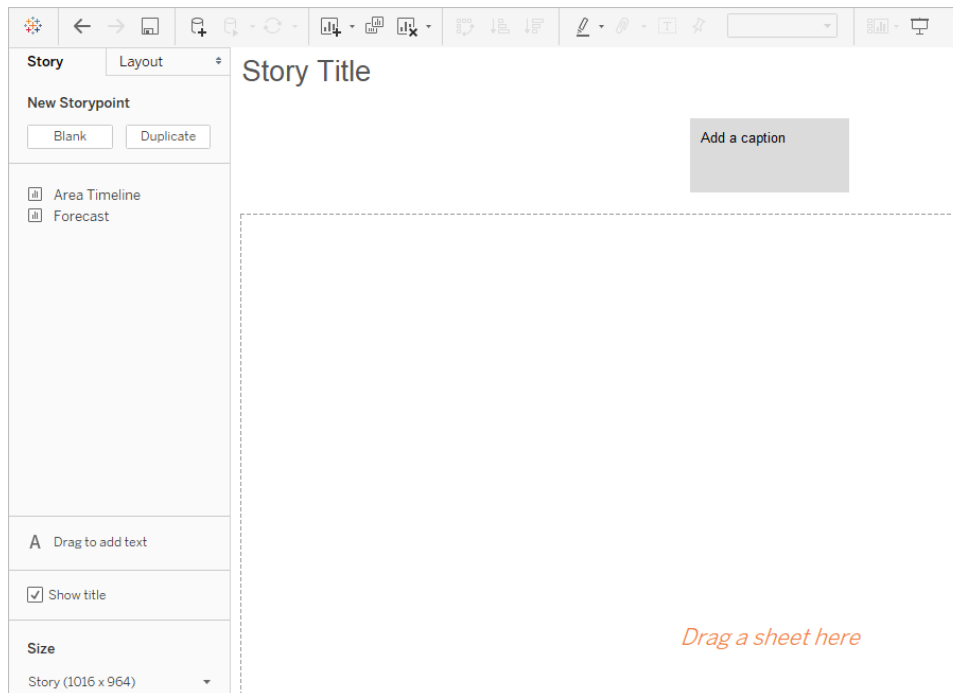 Story
Layout
Story Title
New Storypoint
Blank
Duplicate
Add a caption
Area Timeline
Forecast
A Drag to add text
Show title
Drag a sheet here
Size
Story (1016 x 964)